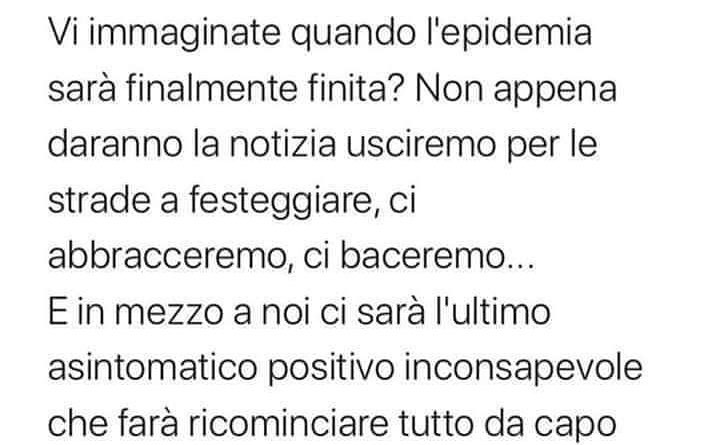 Vi immaginate quando l'epidemia
sarà finalmente finita? Non appena
daranno la notizia usciremo per le
strade a festeggiare, ci
abbracceremo, ci baceremo...
E in mezzo a noi ci sarà l'ultimo
asintomatico positivo inconsapevole
che farà ricominciare tutto da capo